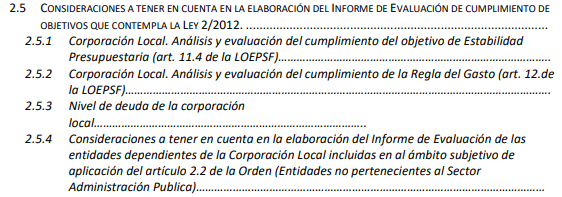 2.5 CONSIDERACIONES A TENER EN CUENTA EN LA ELABORACIÓN DEL INFORME DE EVALUACIÓN DE CUMPLIMIENTO DE
OBJETIVOS QUE CONTEMPLA LA LEY 2/2012. ...............................................................................
2.5.1 Corporación Local. Análisis y evaluación del cumplimiento del objetivo de Estabilidad
Presupuestaria (art. 11.4 de la LOEPSF)...............................................................................
2.5.2 Corporación Local. Análisis y evaluación del cumplimiento de la Regla del Gasto (art. 12.de
la LOEPSF)...............................................................................................................
2.5.3 Nivel de deuda de la corporación
local...............................................................................
2.5.4 Consideraciones a tener en cuenta en la elaboración del Informe de Evaluación de las
entidades dependientes de la Corporación Local incluidas en al ámbito subjetivo de
aplicación del artículo 2.2 de la Orden (Entidades no pertenecientes al Sector
Administración Publica)...............................................................................................